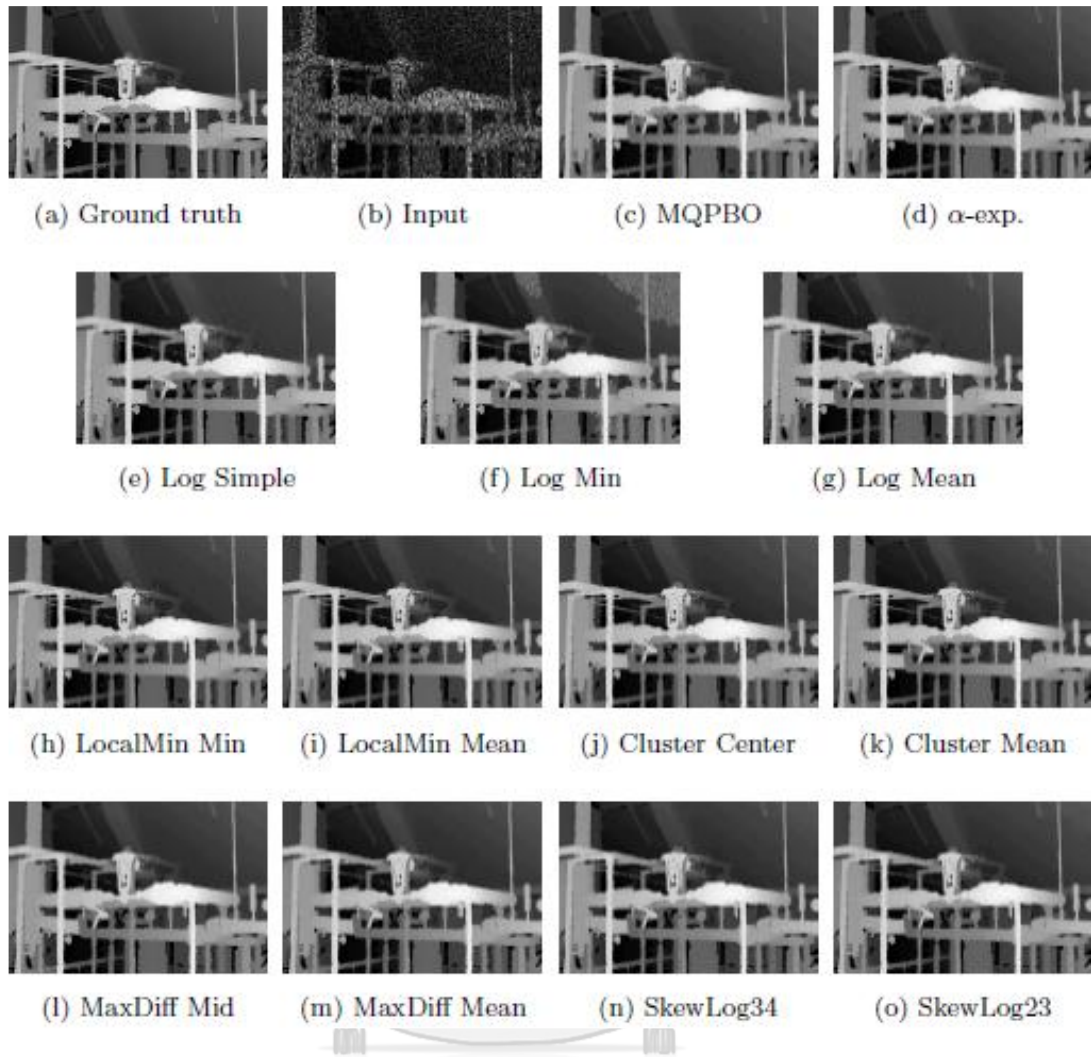 (a) Ground truth (b) Input (c) MQPBO (d) α-exp.
(e) Log Simple (f) Log Min (g) Log Mean
(h) LocalMin Min (i) LocalMin Mean (j) Cluster Center (k) Cluster Mean
(l) MaxDiff Mid (m) MaxDiff Mean (n) SkewLog34 (o) SkewLog23